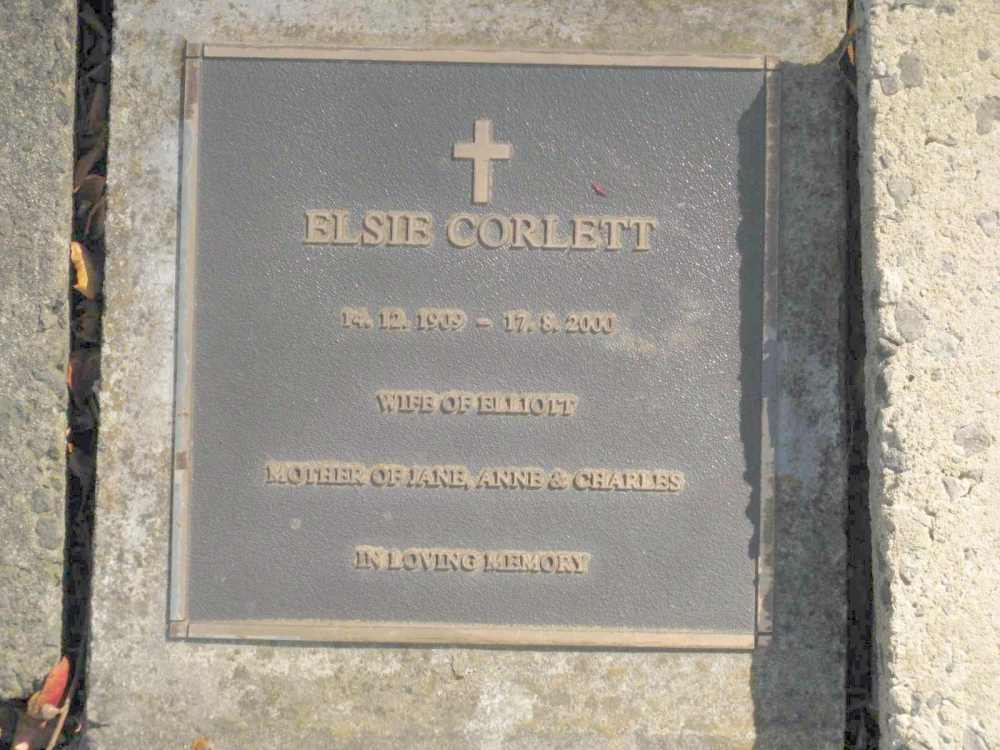 ELSIE CORLETT
14. 12. 1909 - 17. 8. 2000
WIFE OF ELLIOTT
MOTHER OF JANE, ANNE & CHARLES
IN LOVING MEMORY